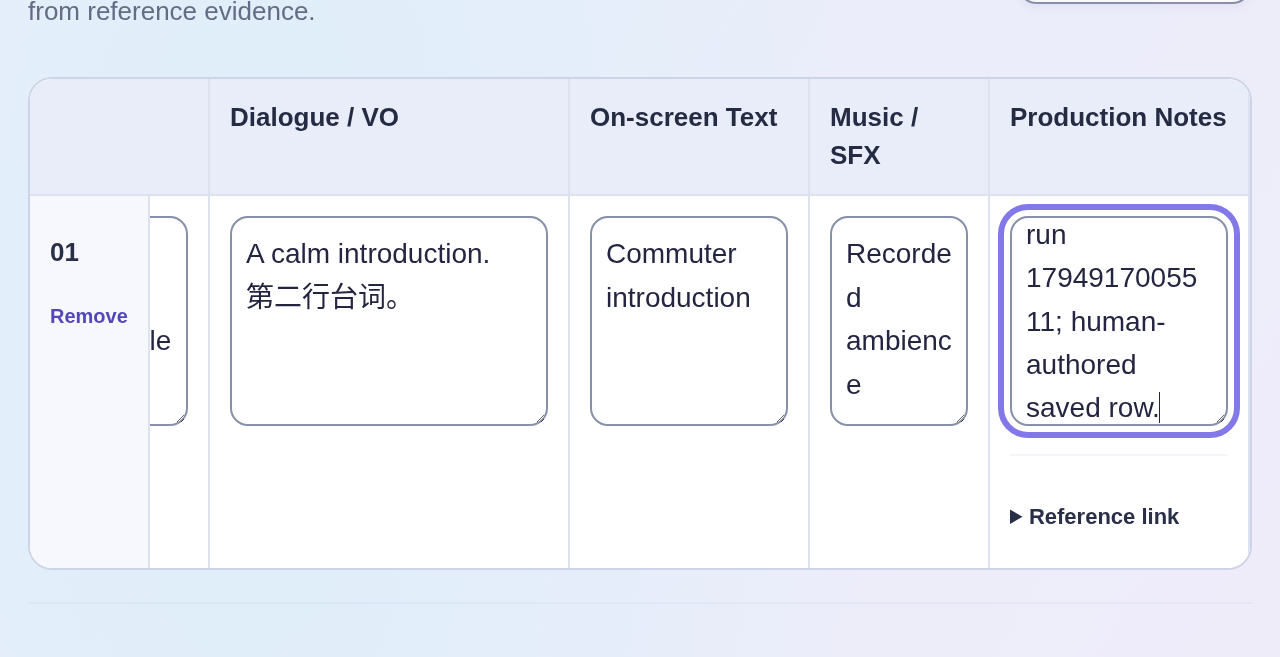 from reference evidence.
Dialogue / VO
On-screen Text
Music /
SFX
Production Notes
01
Remove
le
A calm introduction.
第二行台词。
Commuter
introduction
Recorde
d
ambienc
e
run
17949170055
11; human-
authored
saved row.
Reference link